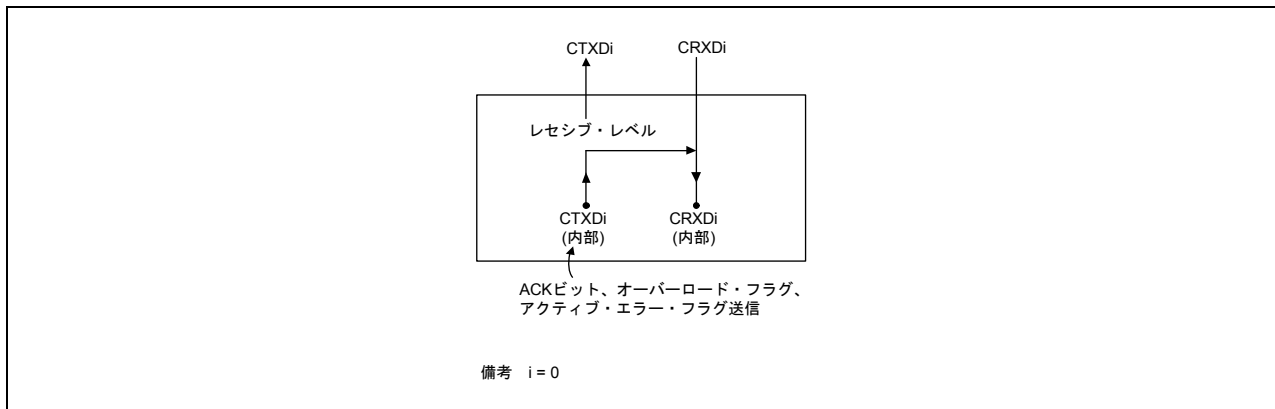 CTXDi CRXDi
レセシブ・レベル
CTXDi CRXDi
(内部) (内部)
ACKビット、オーバーロード・フラグ、
アクティブ・エラー・フラグ送信
備考 i = 0